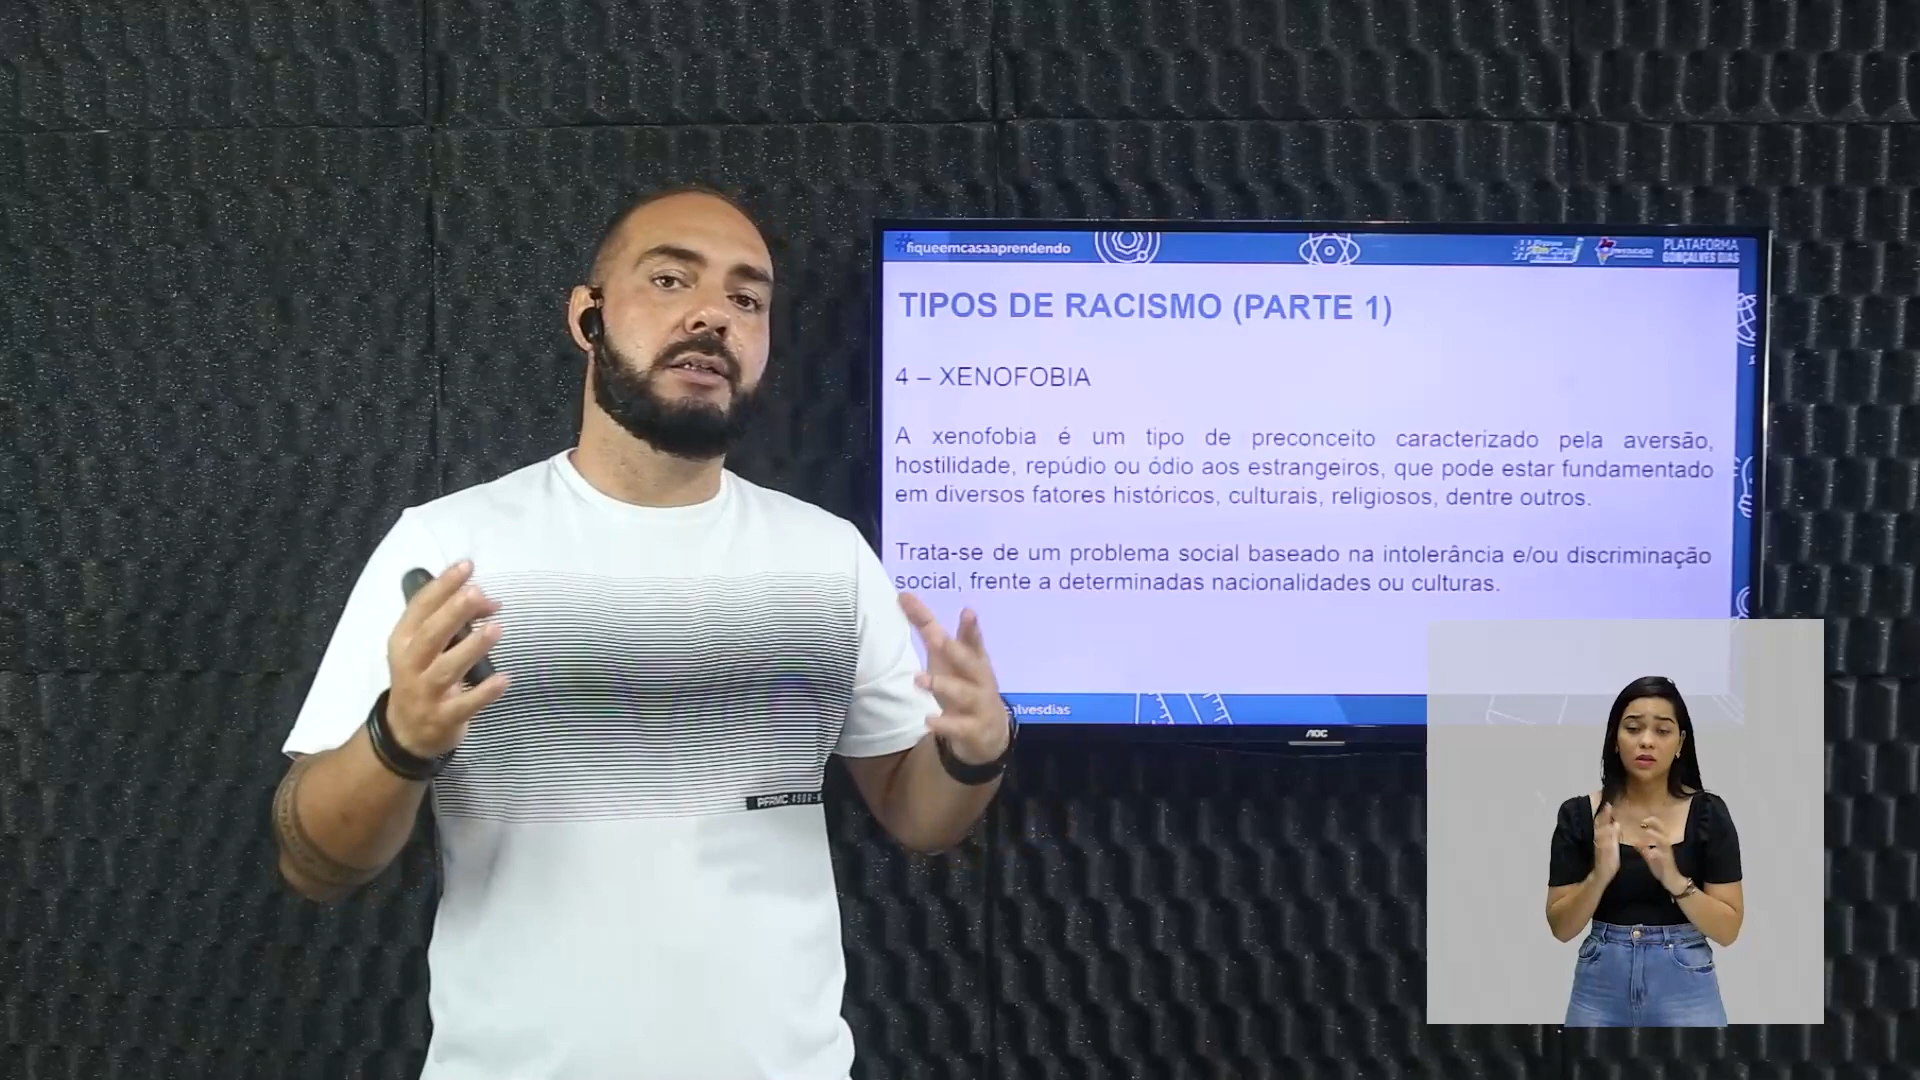 #fiqueemcasaaprendendo
PLATAFORMA
GONÇALVES DIAS
TIPOS DE RACISMO (PARTE 1)
4 – XENOFOBIA
A xenofobia é um tipo de preconceito caracterizado pela aversão,
hostilidade, repúdio ou ódio aos estrangeiros, que pode estar fundamentado
em diversos fatores históricos, culturais, religiosos, dentre outros.
Trata-se de um problema social baseado na intolerância e/ou discriminação
social, frente a determinadas nacionalidades ou culturas.
alvesdias
AOC